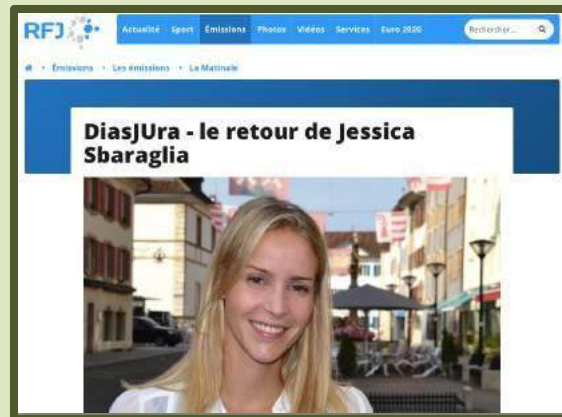 RFJ
Actualité Sport Émissions Photos Vidéos Services Euro 2020 Rechercher...
Émissions • Les émissions • La Matinale
DiasJUra - le retour de Jessica
Sbaraglia